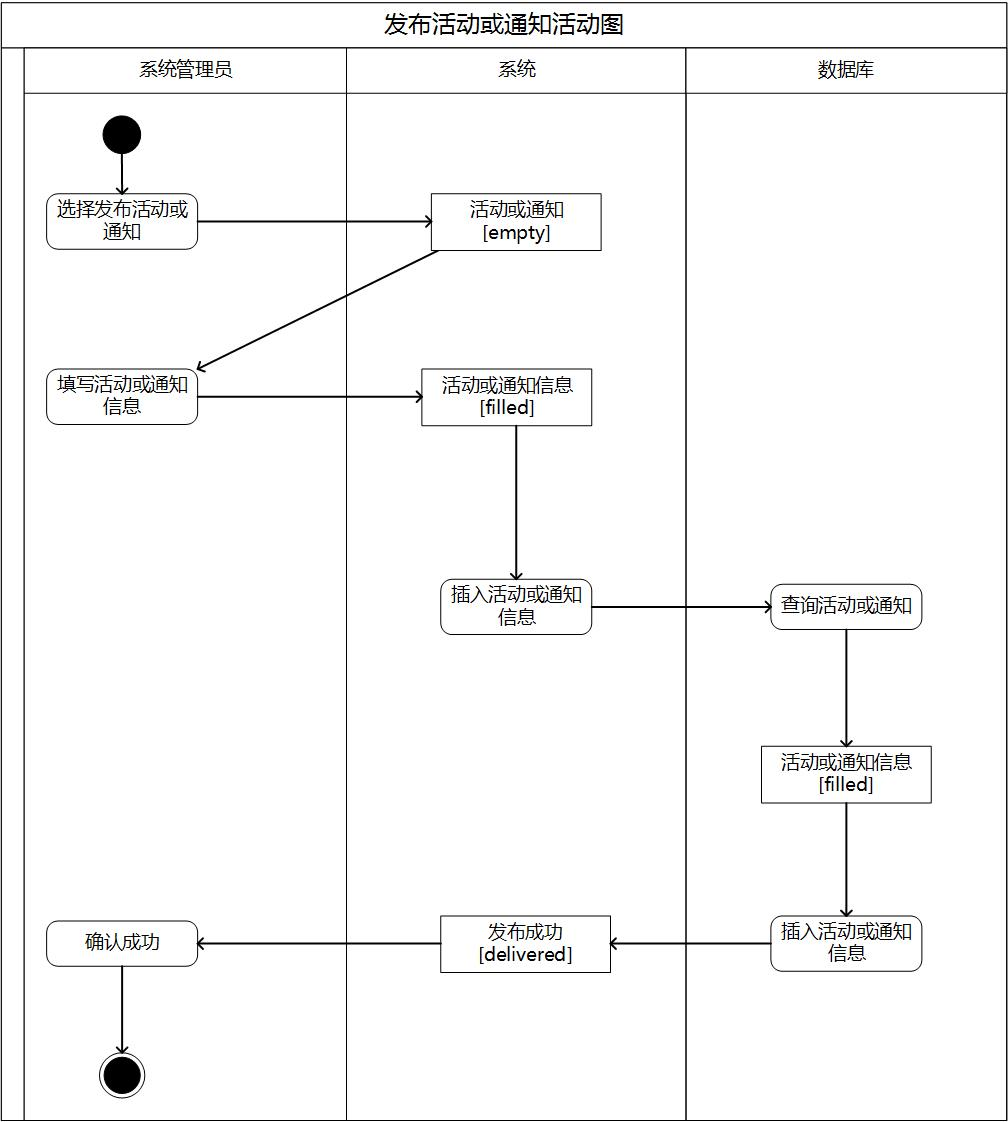 发布活动或通知活动图
系统管理员
系统
数据库
选择发布活动或
通知
活动或通知
[empty]
填写活动或通知
信息
活动或通知信息
[filled]
插入活动或通知
信息
查询活动或通知
活动或通知信息
[filled]
确认成功
发布成功
[delivered]
插入活动或通知
信息